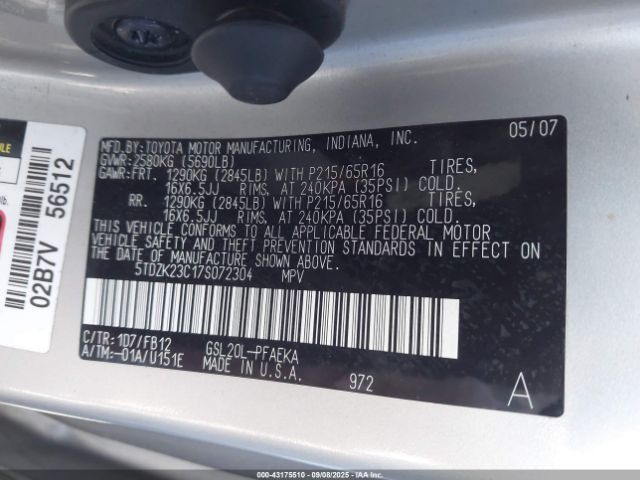 MFD.BY:TOYOTA MOTOR MANUFACTURING, INDIANA, INC. 05/07
GVWR: 2580KG (5690LB)
GAWR:FRT. 1290KG (2845LB) WITH P215/65R16 TIRES,
16X6.5JJ RIMS, AT 240KPA (35PSI) COLD.
RR. 1290KG (2845LB) WITH P215/65R16 TIRES,
16X6.5JJ RIMS, AT 240KPA (35PSI) COLD.
THIS VEHICLE CONFORMS TO ALL APPLICABLE FEDERAL MOTOR
VEHICLE SAFETY AND THEFT PREVENTION STANDARDS IN EFFECT ON
THE DATE OF MANUFACTURE SHOWN ABOVE.
5TDZK23C17S072304 MPV
C/TR: 1D7/FB12 GSL20L-PFAEKA
A/TM:-01A/U151E MADE IN U.S.A.
972 A
02B7V 56512
lb.
000-43175510 - 09/08/2025 - IAAI.COM